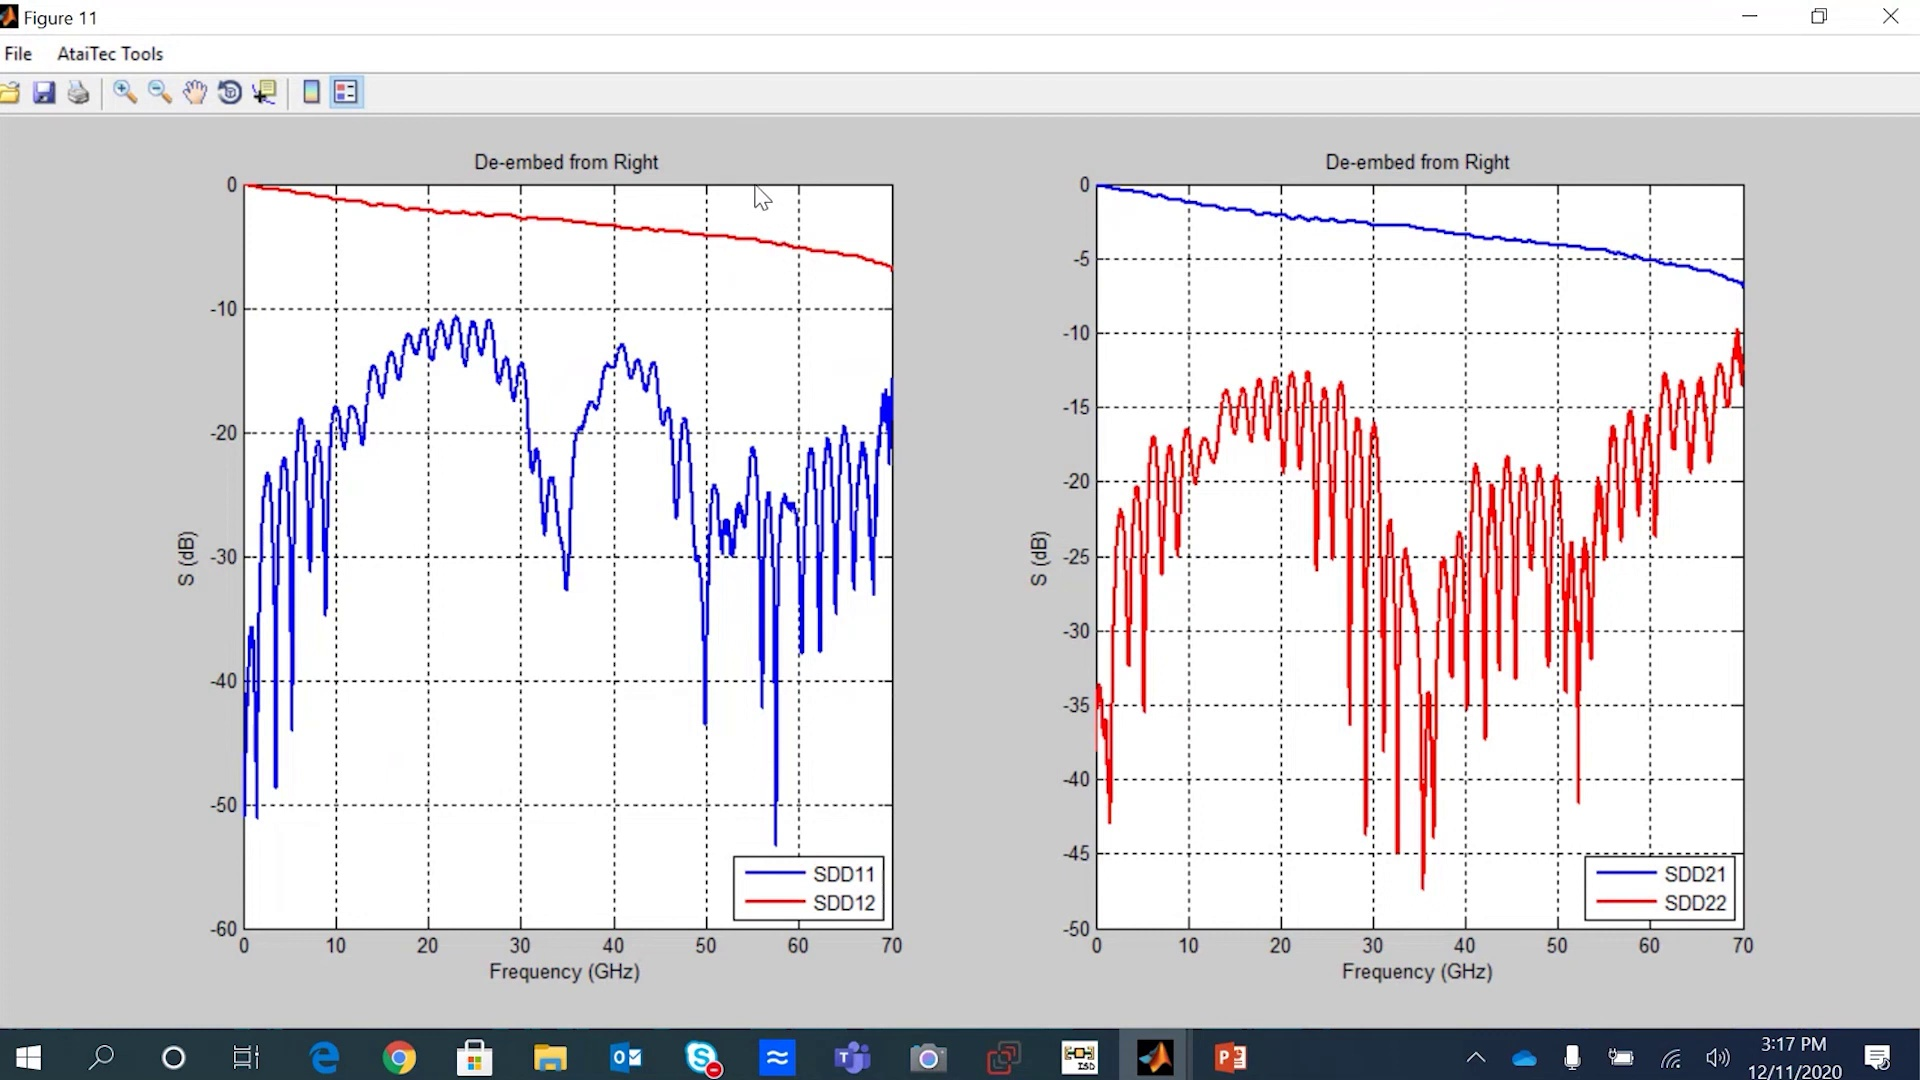 Figure 11
File AtaiTec Tools
De-embed from Right
0
-10
-20
-30
-40
-50
-60
S (dB)
0 10 20 30 40 50 60 70
Frequency (GHz)
SDD11
SDD12
De-embed from Right
0
-5
-10
-15
-20
-25
-30
-35
-40
-45
-50
S (dB)
0 10 20 30 40 50 60 70
Frequency (GHz)
SDD21
SDD22
ISD
3:17 PM
12/11/2020